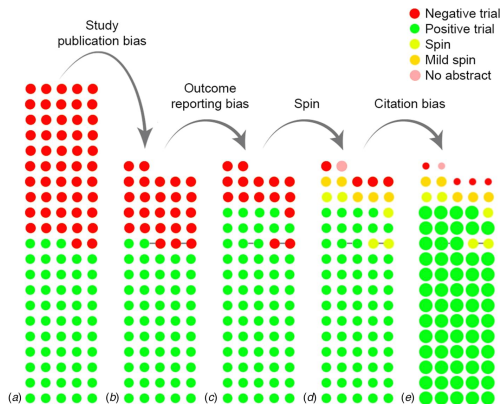 Negative trial
Positive trial
Spin
Mild spin
No abstract
Study
publication bias
Outcome
reporting bias
Spin
Citation bias
(a)
(b)
(c)
(d)
(e)